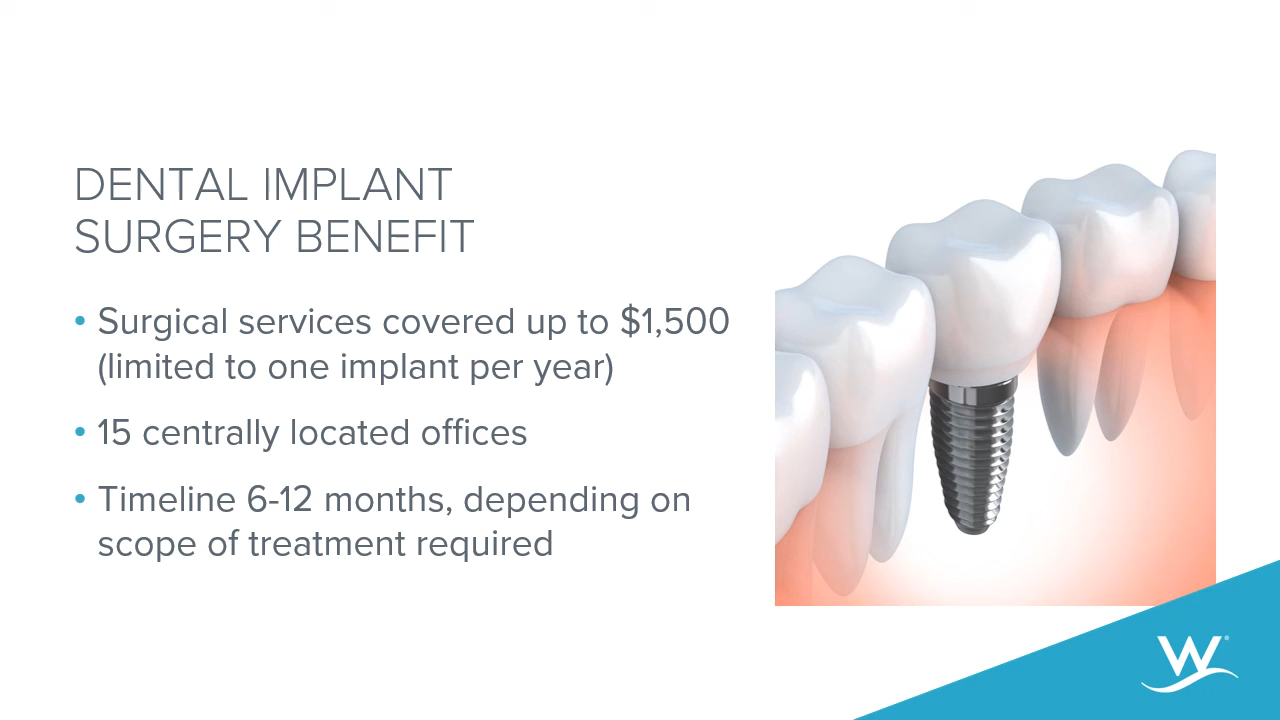 DENTAL IMPLANT
SURGERY BENEFIT
• Surgical services covered up to $1,500
(limited to one implant per year)
• 15 centrally located offices
• Timeline 6-12 months, depending on
scope of treatment required
W®